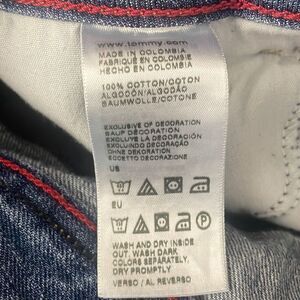 www.tommy.com
MADE IN COLOMBIA
FABRIQUÉ EN COLOMBIE
HECHO EN COLOMBIA
100% COTTON/COTON
ALGODÓN/ALGODÃO
BAUMWOLLE/COTONE
EXCLUSIVE OF DECORATION
SAUF DÉCORATION
EXCLUYE LA DECORACIÓN
EXCLUINDO DECORAÇÃO
OHNE DEKORATION
ECCETTO DECORAZIONE
US
EU
WASH AND DRY INSIDE
OUT. WASH DARK
COLORS SEPARATELY.
DRY PROMPTLY
VERSO / AL REVERSO